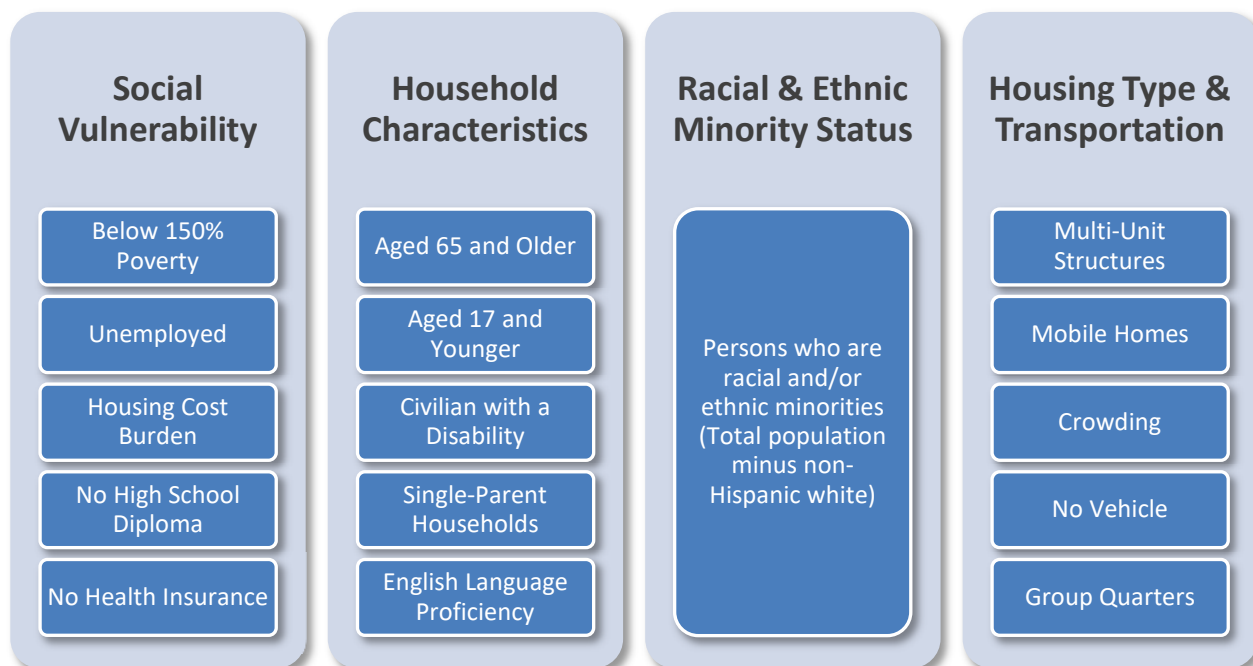 Social
Vulnerability
Below 150%
Poverty
Unemployed
Housing Cost
Burden
No High School
Diploma
No Health Insurance
Household
Characteristics
Aged 65 and Older
Aged 17 and
Younger
Civilian with a
Disability
Single-Parent
Households
English Language
Proficiency
Racial & Ethnic
Minority Status
Persons who are
racial and/or
ethnic minorities
(Total population
minus non-
Hispanic white)
Housing Type &
Transportation
Multi-Unit
Structures
Mobile Homes
Crowding
No Vehicle
Group Quarters